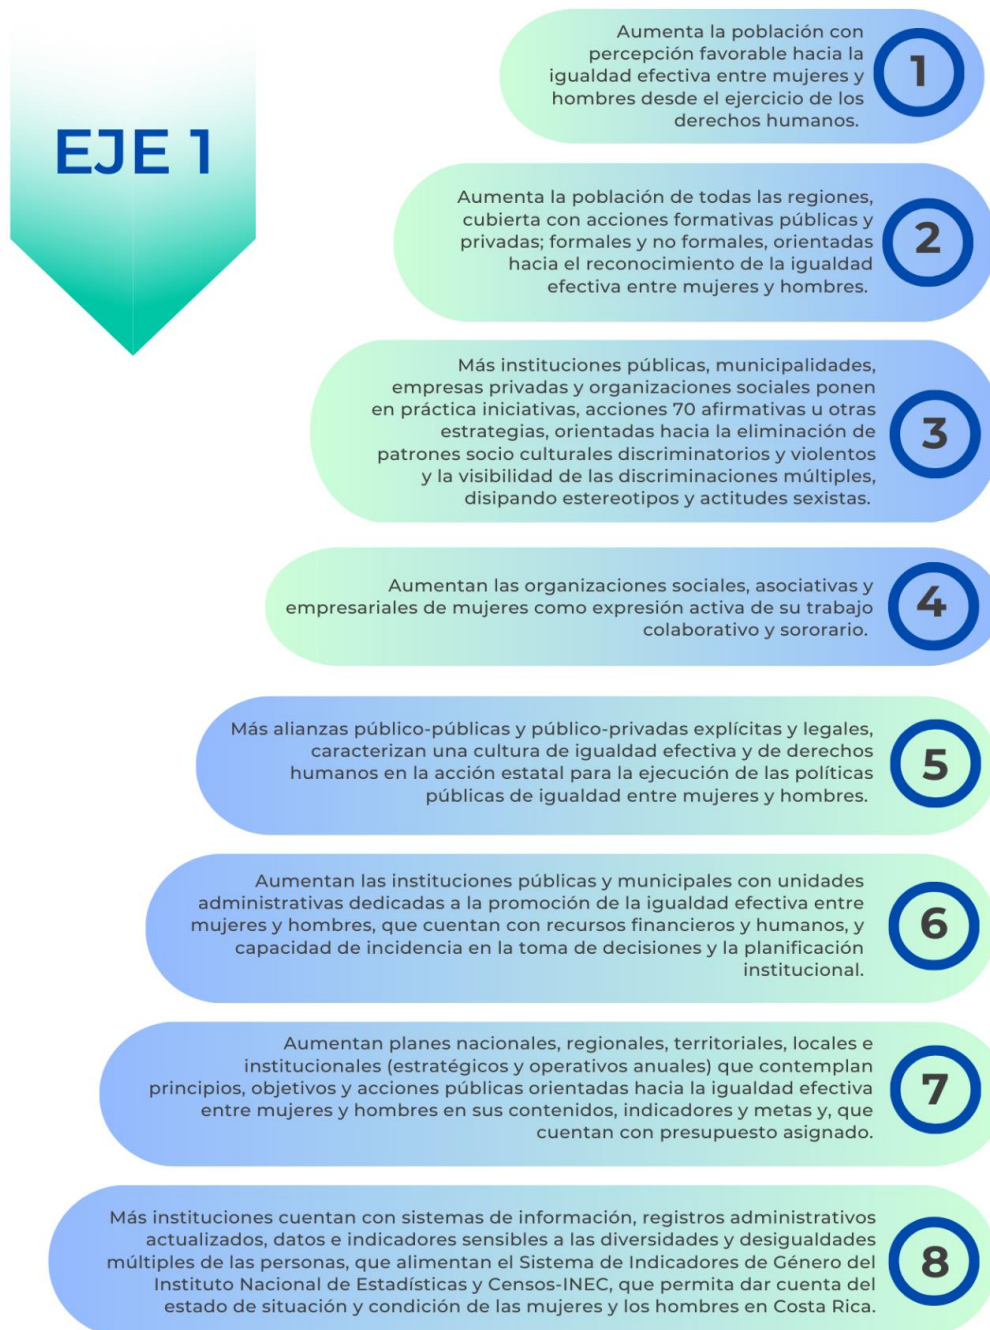 EJE 1
Aumenta la población con
percepción favorable hacia la
igualdad efectiva entre mujeres y
hombres desde el ejercicio de los
derechos humanos.
1
Aumenta la población de todas las regiones,
cubierta con acciones formativas públicas y
privadas; formales y no formales, orientadas
hacia el reconocimiento de la igualdad
efectiva entre mujeres y hombres.
2
Más instituciones públicas, municipalidades,
empresas privadas y organizaciones sociales ponen
en práctica iniciativas, acciones 70 afirmativas u otras
estrategias, orientadas hacia la eliminación de
patrones socio culturales discriminatorios y violentos
y la visibilidad de las discriminaciones múltiples,
disipando estereotipos y actitudes sexistas.
3
Aumentan las organizaciones sociales, asociativas y
empresariales de mujeres como expresión activa de su trabajo
colaborativo y sororario.
4
Más alianzas público-públicas y público-privadas explícitas y legales,
caracterizan una cultura de igualdad efectiva y de derechos
humanos en la acción estatal para la ejecución de las políticas
públicas de igualdad entre mujeres y hombres.
5
Aumentan las instituciones públicas y municipales con unidades
administrativas dedicadas a la promoción de la igualdad efectiva entre
mujeres y hombres, que cuentan con recursos financieros y humanos, y
capacidad de incidencia en la toma de decisiones y la planificación
institucional.
6
Aumentan planes nacionales, regionales, territoriales, locales e
institucionales (estratégicos y operativos anuales) que contemplan
principios, objetivos y acciones públicas orientadas hacia la igualdad efectiva
entre mujeres y hombres en sus contenidos, indicadores y metas y, que
cuentan con presupuesto asignado.
7
Más instituciones cuentan con sistemas de información, registros administrativos
actualizados, datos e indicadores sensibles a las diversidades y desigualdades
múltiples de las personas, que alimentan el Sistema de Indicadores de Género del
Instituto Nacional de Estadísticas y Censos-INEC, que permita dar cuenta del
estado de situación y condición de las mujeres y los hombres en Costa Rica.
8